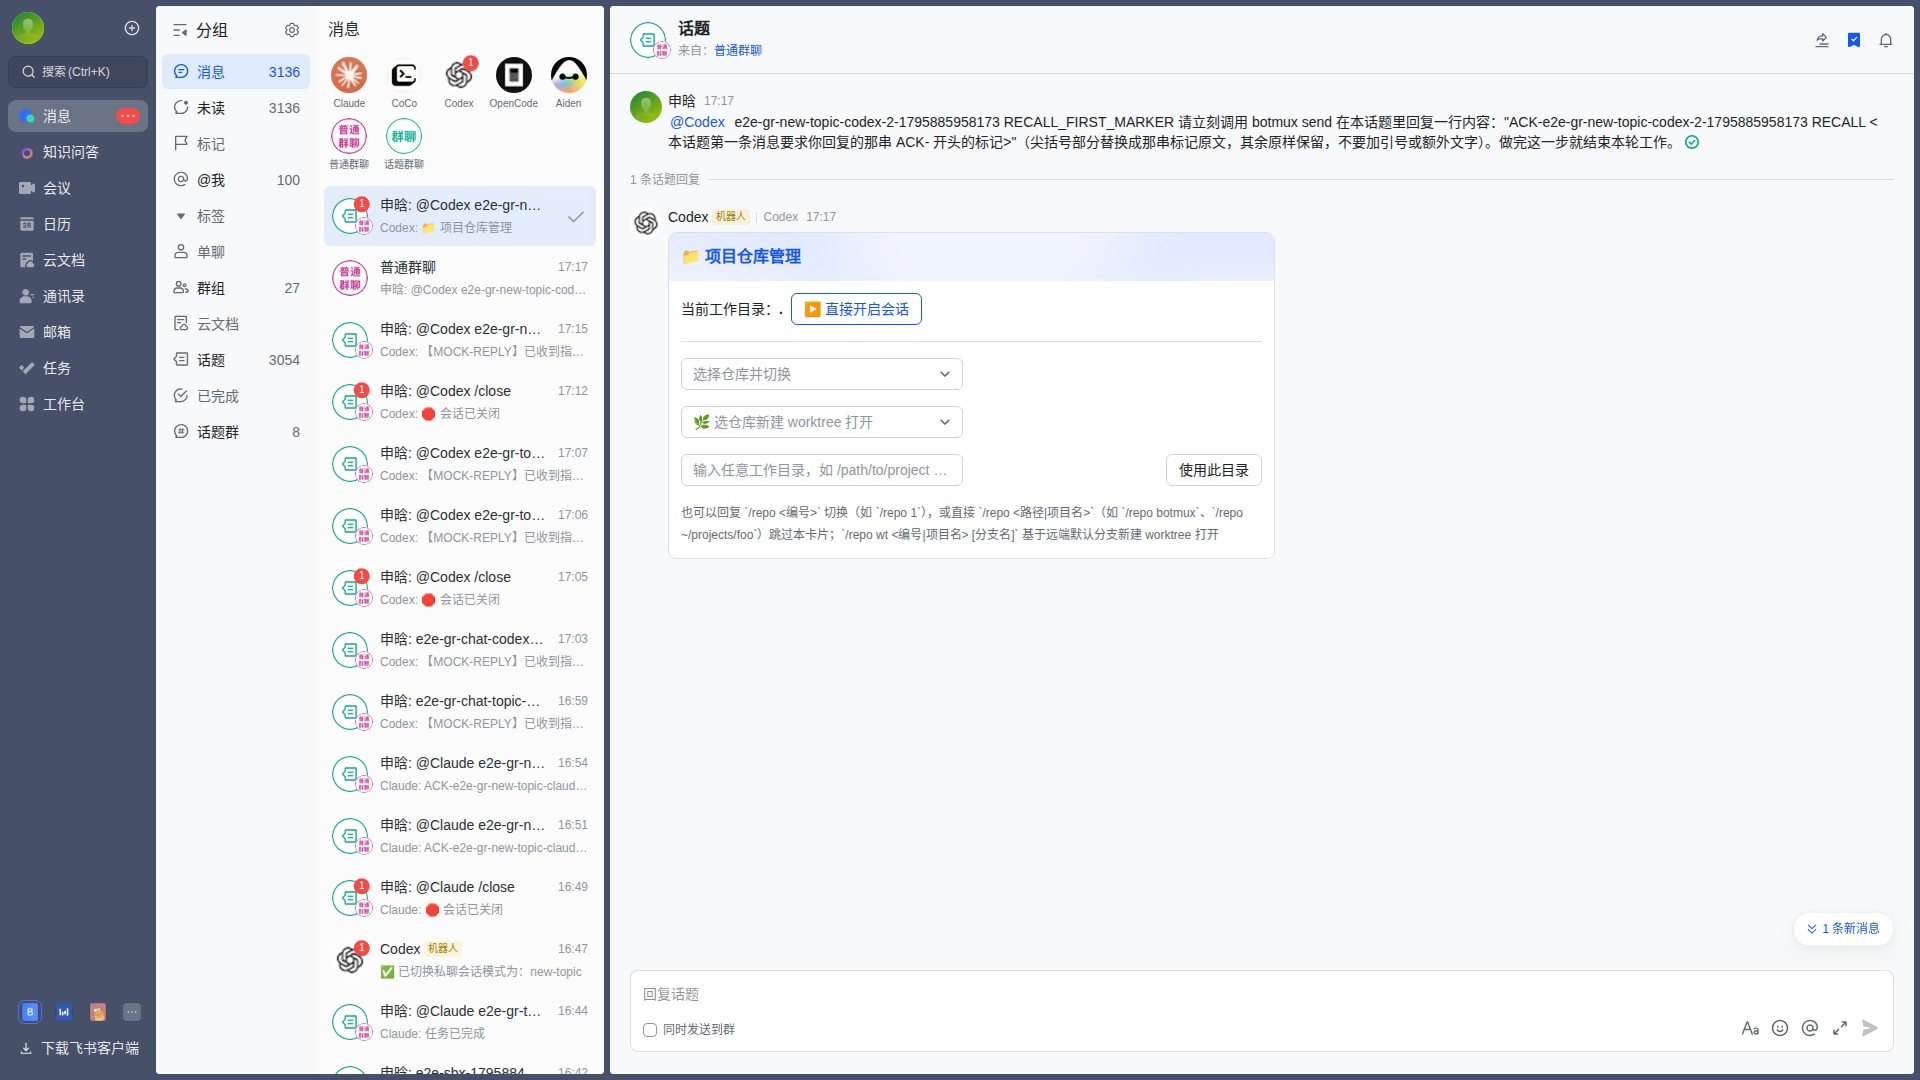 搜索 (Ctrl+K)
消息
知识问答
会议
日历
云文档
通讯录
邮箱
任务
工作台
B
下载飞书客户端
分组
消息 3136
未读 3136
标记
@我 100
标签
单聊
群组 27
云文档
话题 3054
已完成
话题群 8
消息
1
Claude CoCo Codex OpenCode Aiden
普通群聊 群聊
普通群聊 话题群聊
1
申晗: @Codex e2e-gr-n…
Codex: 📁 项目仓库管理
普通群聊
普通群聊 17:17
申晗: @Codex e2e-gr-new-topic-cod…
申晗: @Codex e2e-gr-n… 17:15
Codex: 【MOCK-REPLY】已收到指…
1
申晗: @Codex /close 17:12
Codex: 🛑 会话已关闭
申晗: @Codex e2e-gr-to… 17:07
Codex: 【MOCK-REPLY】已收到指…
申晗: @Codex e2e-gr-to… 17:06
Codex: 【MOCK-REPLY】已收到指…
1
申晗: @Codex /close 17:05
Codex: 🛑 会话已关闭
申晗: e2e-gr-chat-codex… 17:03
Codex: 【MOCK-REPLY】已收到指…
申晗: e2e-gr-chat-topic-… 16:59
Codex: 【MOCK-REPLY】已收到指…
申晗: @Claude e2e-gr-n… 16:54
Claude: ACK-e2e-gr-new-topic-claud…
申晗: @Claude e2e-gr-n… 16:51
Claude: ACK-e2e-gr-new-topic-claud…
1
申晗: @Claude /close 16:49
Claude: 🛑 会话已关闭
1
Codex 机器人 16:47
✅ 已切换私聊会话模式为：new-topic
申晗: @Claude e2e-gr-t… 16:44
Claude: 任务已完成
申晗: e2e-sbx-1795884… 16:42
话题
来自：普通群聊
申晗 17:17
@Codex e2e-gr-new-topic-codex-2-1795885958173 RECALL_FIRST_MARKER 请立刻调用 botmux send 在本话题里回复一行内容："ACK-e2e-gr-new-topic-codex-2-1795885958173 RECALL <
本话题第一条消息要求你回复的那串 ACK- 开头的标记>"（尖括号部分替换成那串标记原文，其余原样保留，不要加引号或额外文字）。做完这一步就结束本轮工作。
1 条话题回复
Codex 机器人 Codex 17:17
📁 项目仓库管理
当前工作目录：. ▶️ 直接开启会话
选择仓库并切换
🌿 选仓库新建 worktree 打开
输入任意工作目录，如 /path/to/project … 使用此目录
也可以回复 `/repo <编号>` 切换（如 `/repo 1`），或直接 `/repo <路径|项目名>`（如 `/repo botmux`、`/repo
~/projects/foo`）跳过本卡片；`/repo wt <编号|项目名> [分支名]` 基于远端默认分支新建 worktree 打开
1 条新消息
回复话题
同时发送到群